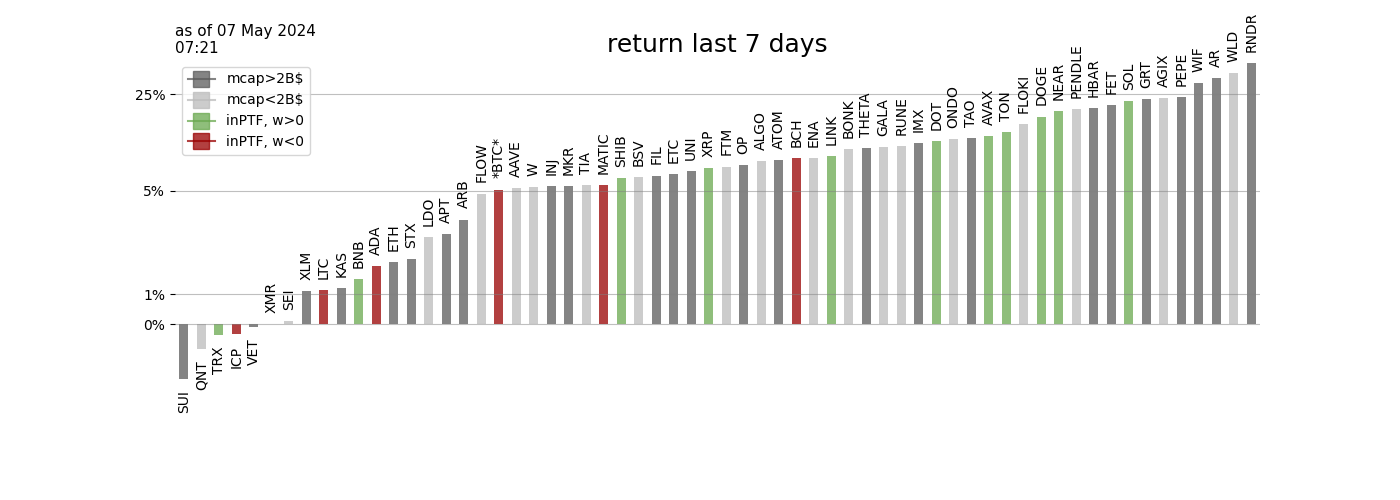 as of 07 May 2024
07:21
return last 7 days
mcap>2B$
mcap<2B$
inPTF, w>0
inPTF, w<0
25%
5%
1%
0%
SUI
QNT
TRX
ICP
VET
XMR
SEI
XLM
LTC
KAS
BNB
ADA
ETH
STX
LDO
APT
ARB
FLOW
*BTC*
AAVE
W
INJ
MKR
TIA
MATIC
SHIB
BSV
FIL
ETC
UNI
XRP
FTM
OP
ALGO
ATOM
BCH
ENA
LINK
BONK
THETA
GALA
RUNE
IMX
DOT
ONDO
TAO
AVAX
TON
FLOKI
DOGE
NEAR
PENDLE
HBAR
FET
SOL
GRT
AGIX
PEPE
WIF
AR
WLD
RNDR